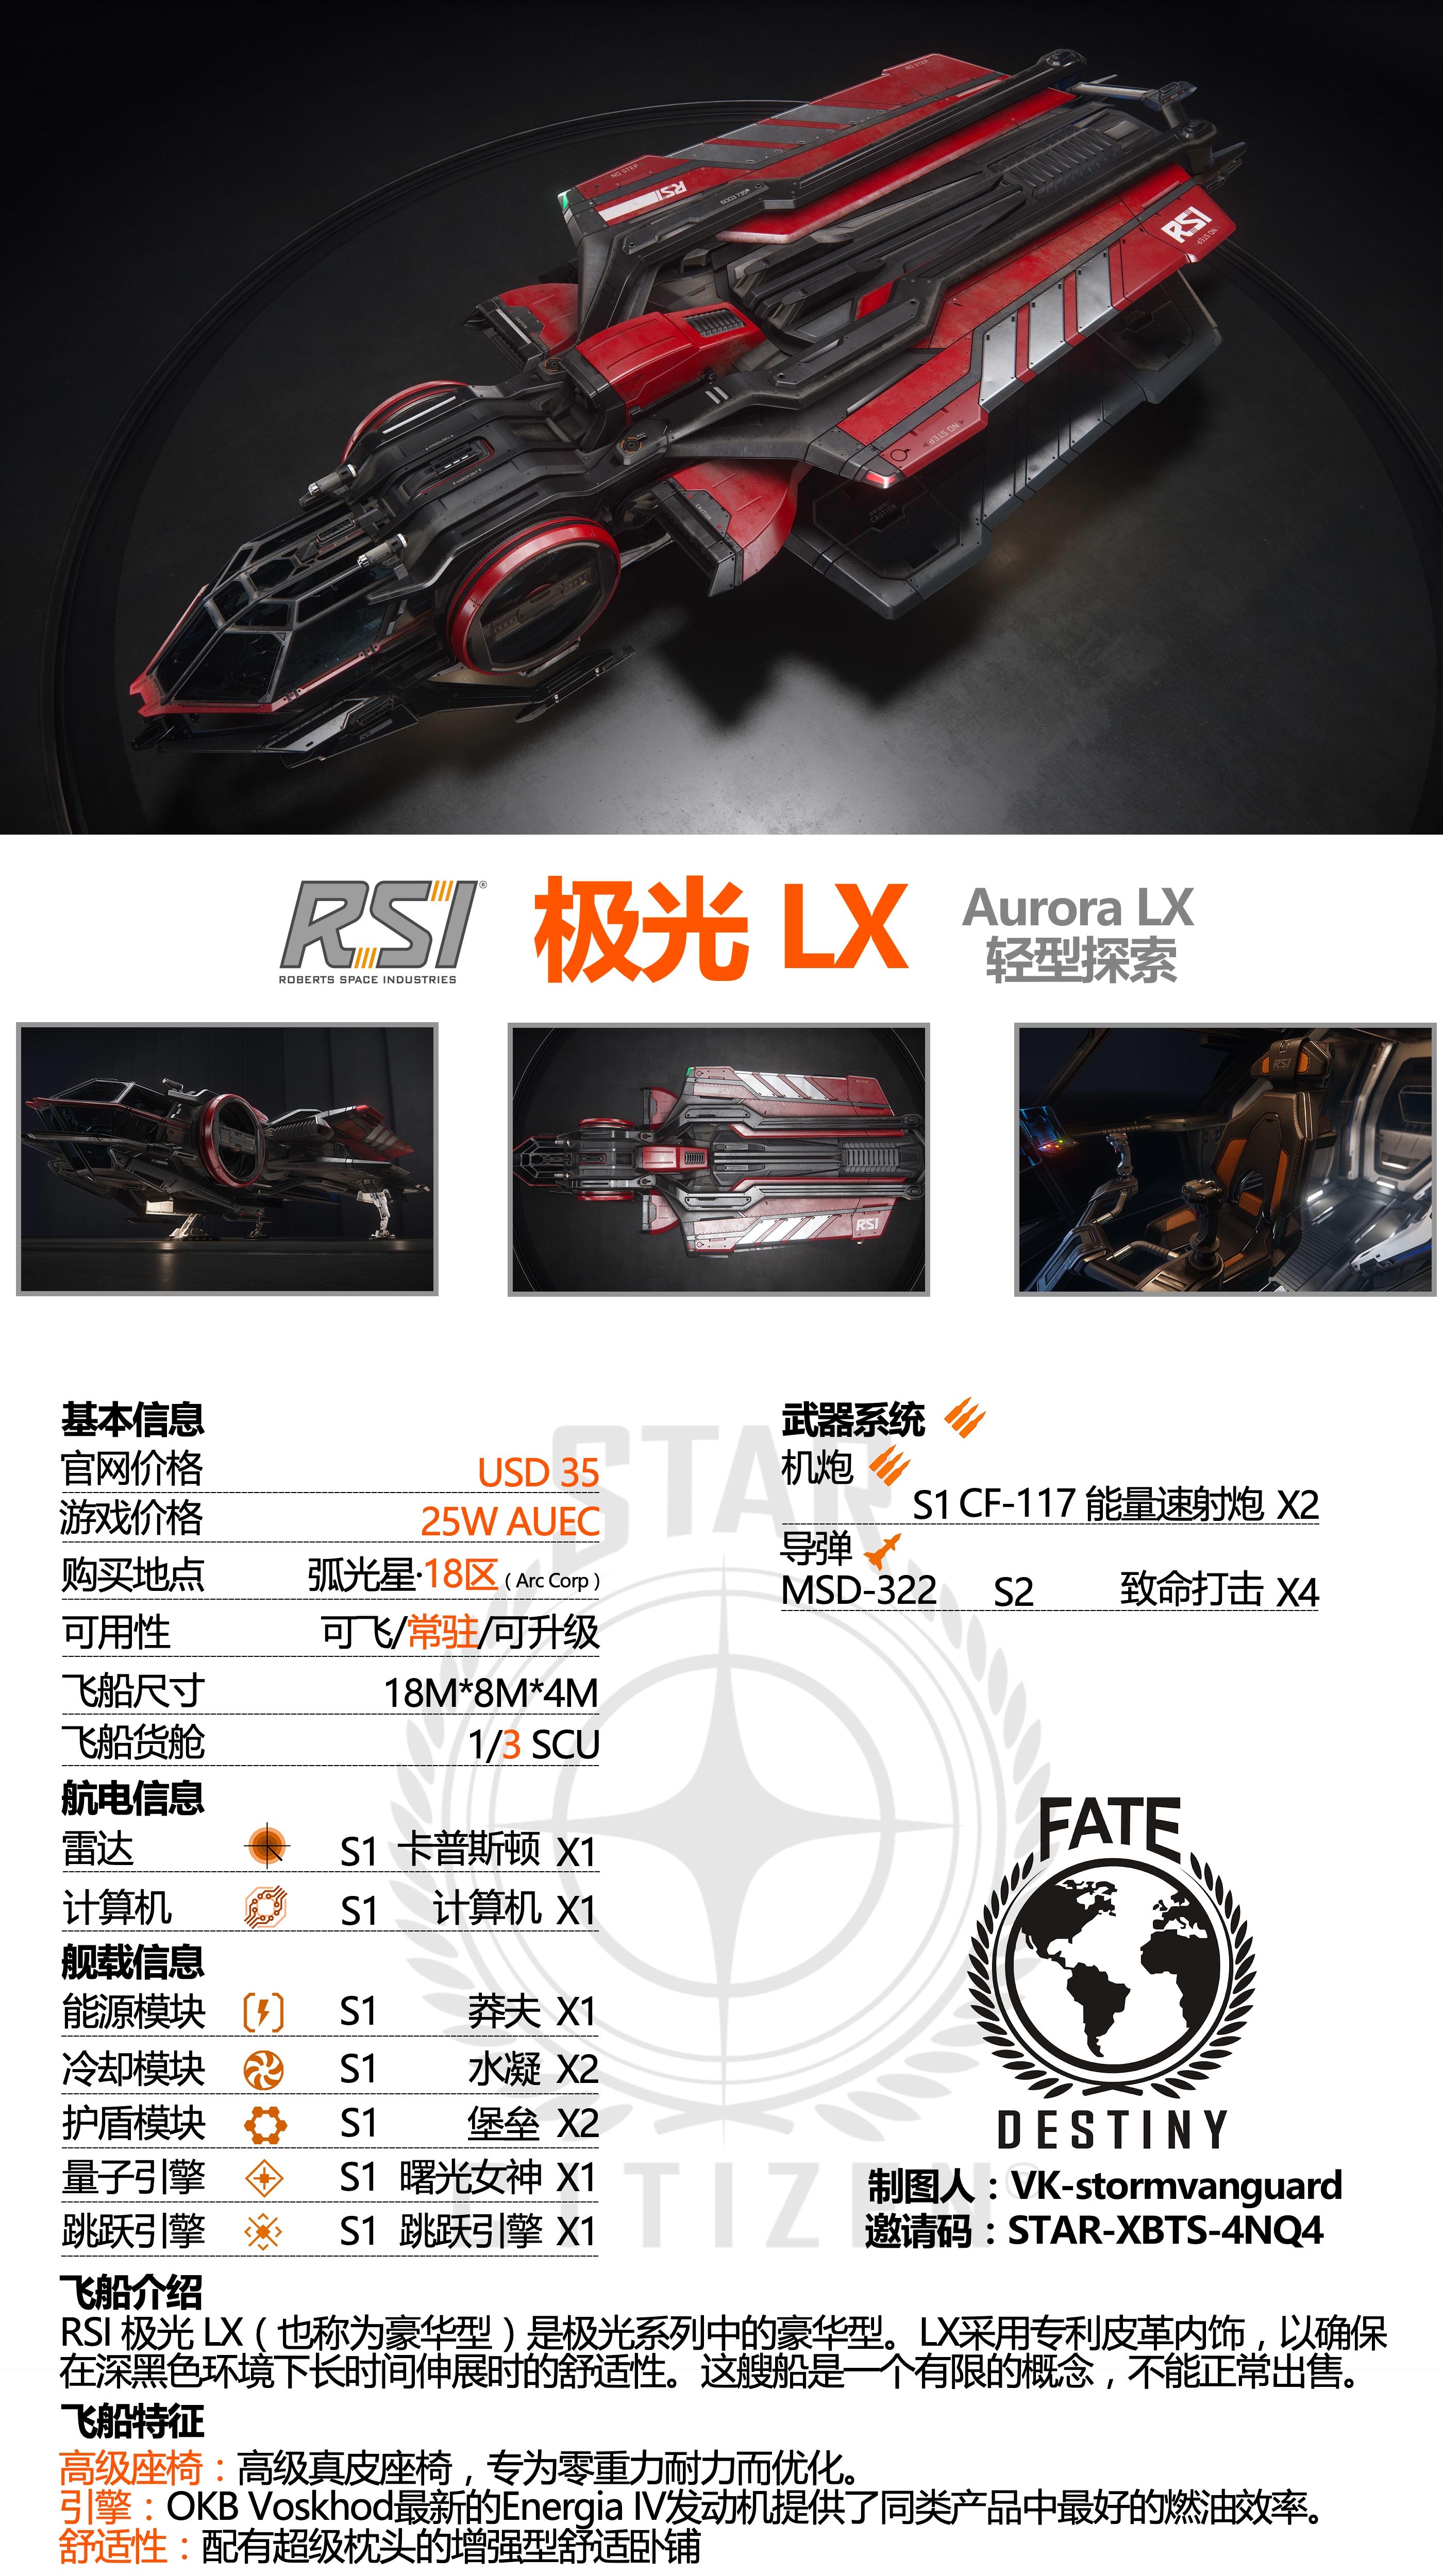 NO STEP
NO STEP
RSI
RSI
NO STEP
NO STEP
CAUTION
CAUTION
RSI
ROBERTS SPACE INDUSTRIES
极光 LX
Aurora LX
轻型探索
RSI
RSI
STAR
CITIZEN
基本信息
官网价格 USD 35
游戏价格 25W AUEC
购买地点 弧光星·18区 ( Arc Corp )
可用性 可飞/常驻/可升级
飞船尺寸 18M*8M*4M
飞船货舱 1/3 SCU
航电信息
雷达 S1 卡普斯顿 X1
计算机 S1 计算机 X1
舰载信息
能源模块 S1 莽夫 X1
冷却模块 S1 水凝 X2
护盾模块 S1 堡垒 X2
量子引擎 S1 曙光女神 X1
跳跃引擎 S1 跳跃引擎 X1
武器系统
机炮
S1 CF-117 能量速射炮 X2
导弹
MSD-322 S2 致命打击 X4
FATE
DESTINY
制图人：VK-stormvanguard
邀请码：STAR-XBTS-4NQ4
飞船介绍
RSI 极光 LX（也称为豪华型）是极光系列中的豪华型。LX采用专利皮革内饰，以确保
在深黑色环境下长时间伸展时的舒适性。这艘船是一个有限的概念，不能正常出售。
飞船特征
高级座椅：高级真皮座椅，专为零重力耐力而优化。
引擎：OKB Voskhod最新的Energia IV发动机提供了同类产品中最好的燃油效率。
舒适性：配有超级枕头的增强型舒适卧铺